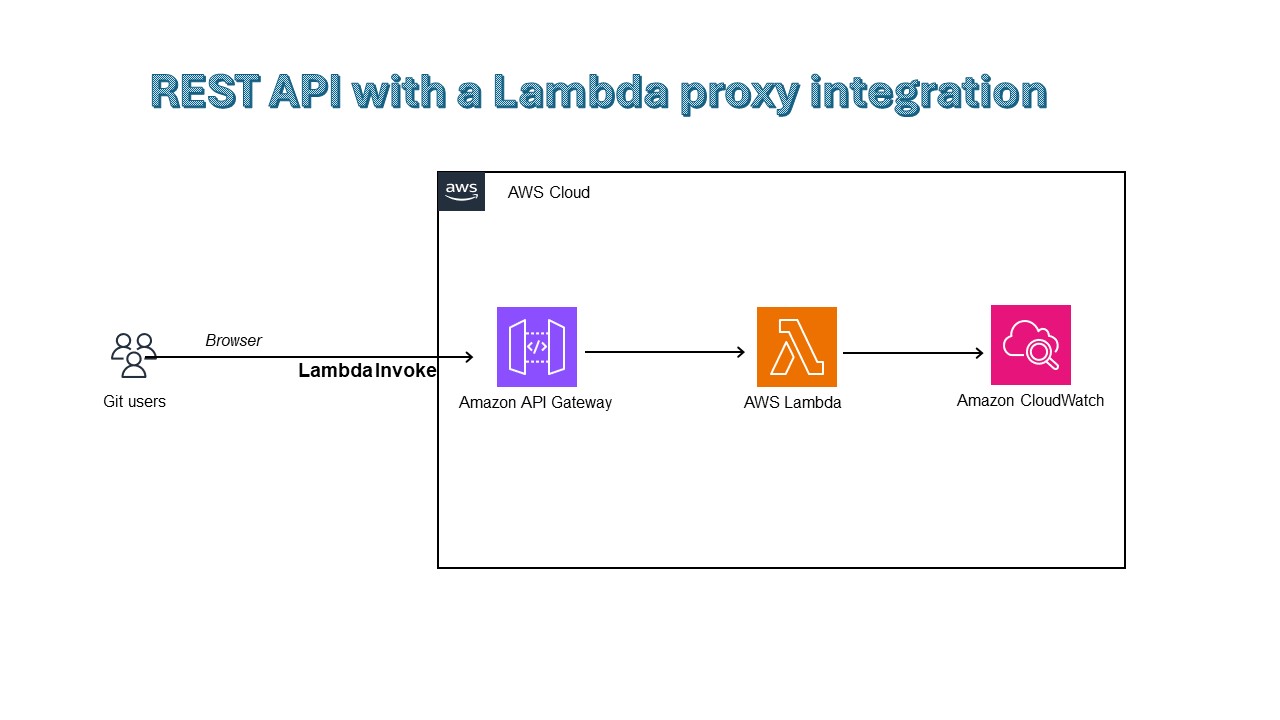 REST API with a Lambda proxy integration
aws
AWS Cloud
Browser
Lambda Invoke
</>
Git users
Amazon API Gateway
AWS Lambda
Amazon CloudWatch